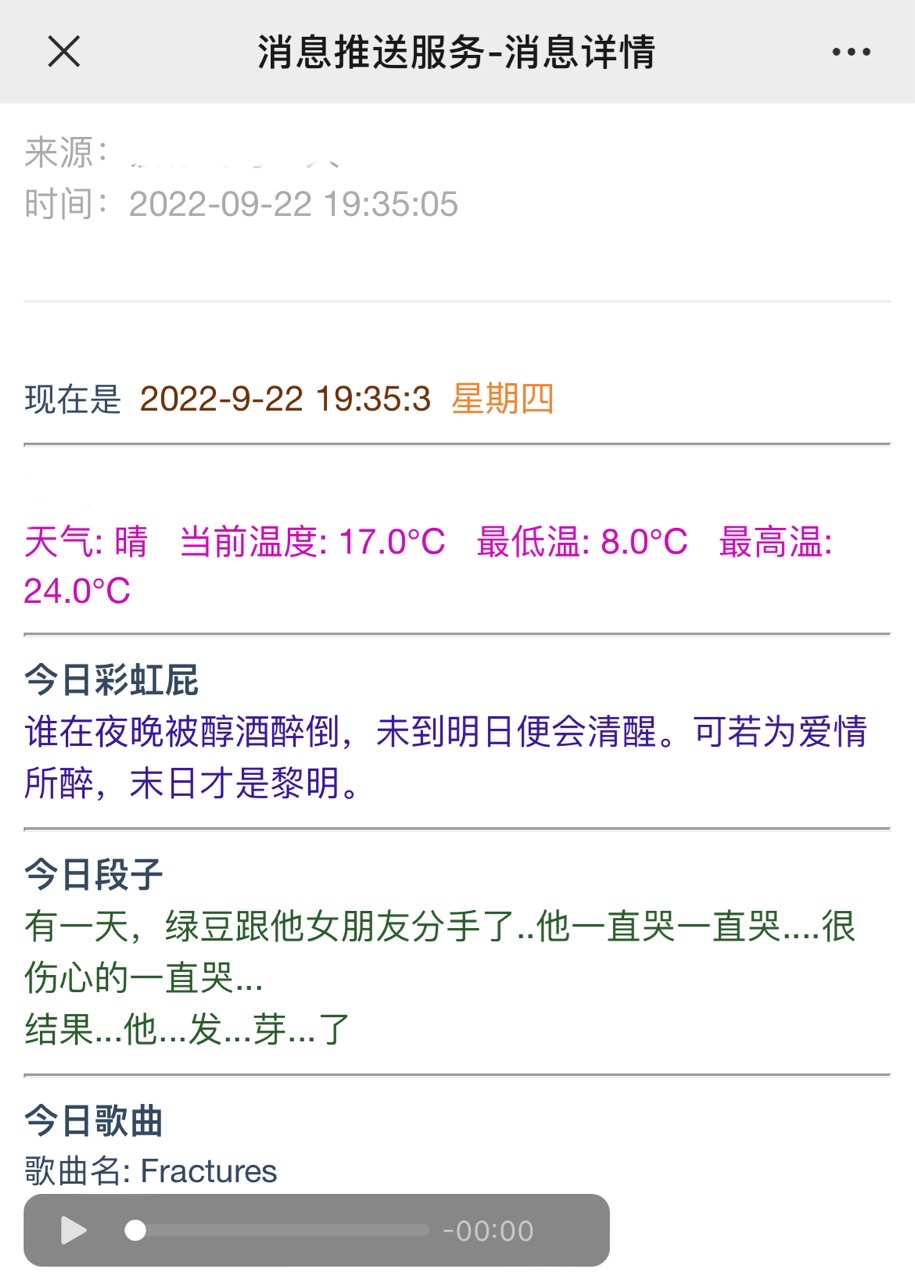 消息推送服务-消息详情
来源：
时间：2022-09-22 19:35:05
现在是 2022-9-22 19:35:3 星期四
天气: 晴 当前温度: 17.0°C 最低温: 8.0°C 最高温:
24.0°C
今日彩虹屁
谁在夜晚被醇酒醉倒，未到明日便会清醒。可若为爱情
所醉，末日才是黎明。
今日段子
有一天，绿豆跟他女朋友分手了..他一直哭一直哭....很
伤心的一直哭...
结果...他...发...芽...了
今日歌曲
歌曲名: Fractures
-00:00